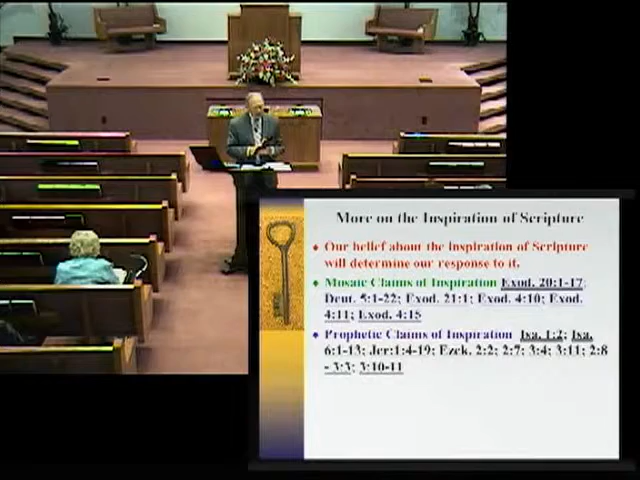 More on the Inspiration of Scripture
Our belief about the inspiration of Scripture
will determine our response to it.
Mosaic Claims of Inspiration Exod. 20:1-17;
Deut. 5:1-22; Exod. 21:1; Exod. 4:10; Exod.
4:11; Exod. 4:15
Prophetic Claims of Inspiration Isa. 1:2; Isa.
6:1-13; Jer:1:4-19; Ezek. 2:2; 2:7; 3:4; 3:11; 2:8
- 3:3; 3:10-11